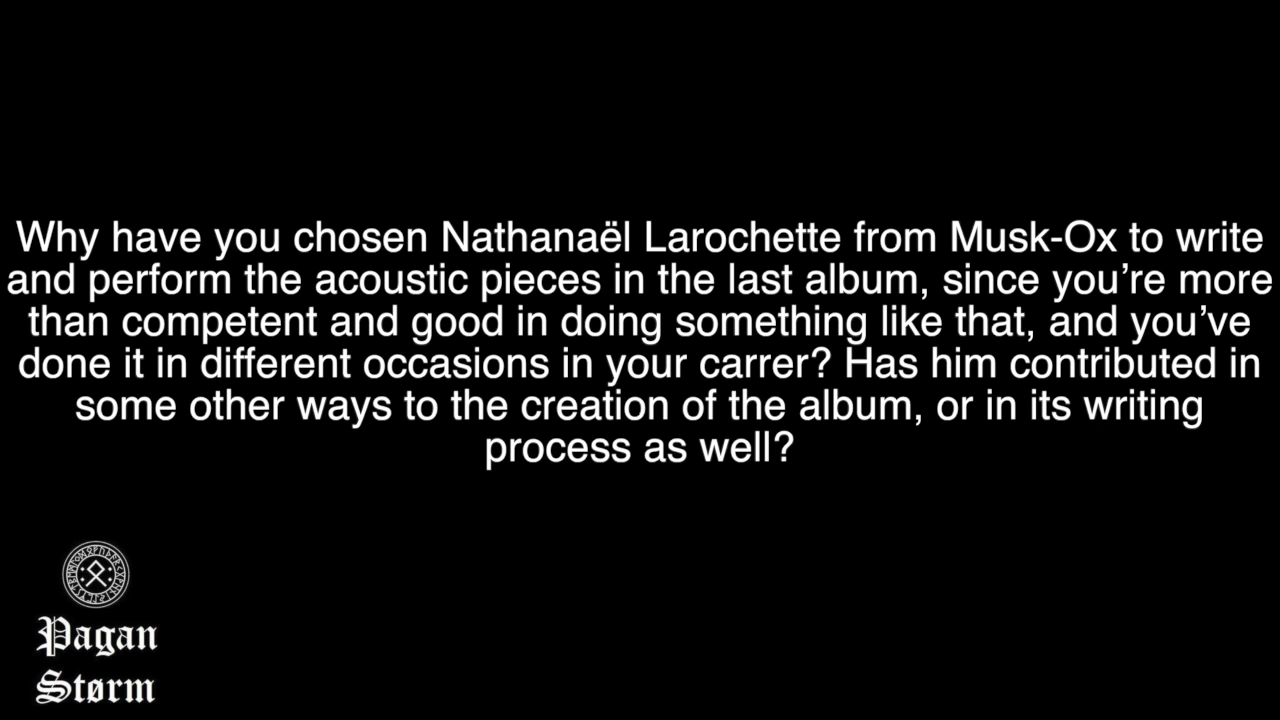 Why have you chosen Nathanaël Larochette from Musk-Ox to write
and perform the acoustic pieces in the last album, since you’re more
than competent and good in doing something like that, and you’ve
done it in different occasions in your carrer? Has him contributed in
some other ways to the creation of the album, or in its writing
process as well?
Pagan
Størm